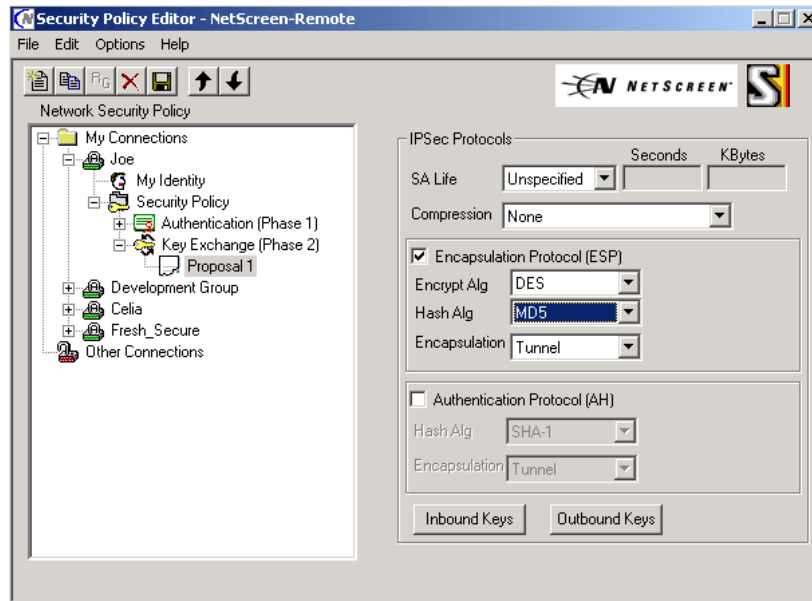 Security Policy Editor - NetScreen-Remote
File Edit Options Help
NETSCREEN
Network Security Policy
My Connections
Joe
My Identity
Security Policy
Authentication (Phase 1)
Key Exchange (Phase 2)
Proposal 1
Development Group
Celia
Fresh_Secure
Other Connections
IPSec Protocols
Seconds KBytes
SA Life Unspecified
Compression None
Encapsulation Protocol (ESP)
Encrypt Alg DES
Hash Alg MD5
Encapsulation Tunnel
Authentication Protocol (AH)
Hash Alg SHA-1
Encapsulation Tunnel
Inbound Keys Outbound Keys